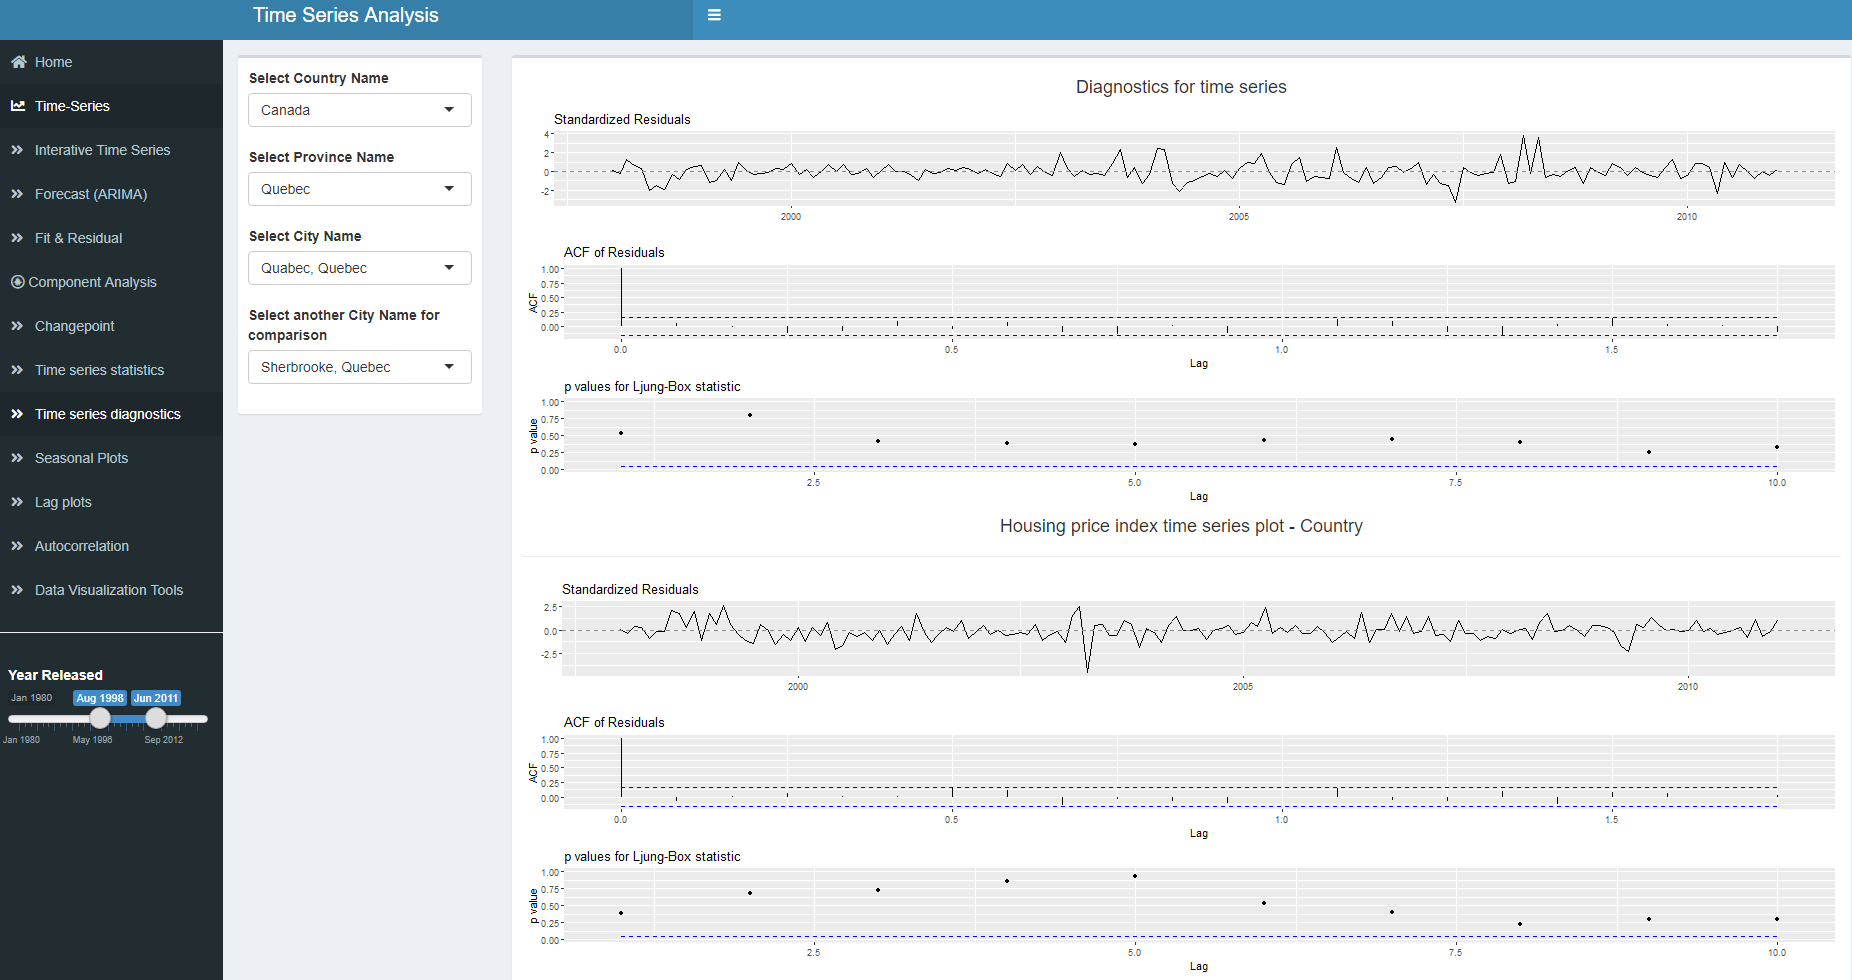 Time Series Analysis
Home
Time-Series
Interative Time Series
Forecast (ARIMA)
Fit & Residual
Component Analysis
Changepoint
Time series statistics
Time series diagnostics
Seasonal Plots
Lag plots
Autocorrelation
Data Visualization Tools
Year Released
Jan 1980
Aug 1998
Jun 2011
Jan 1980
May 1996
Sep 2012
Select Country Name
Canada
Select Province Name
Quebec
Select City Name
Quabec, Quebec
Select another City Name for
comparison
Sherbrooke, Quebec
Diagnostics for time series
Standardized Residuals
4
2
0
-2
2000
2005
2010
ACF of Residuals
ACF
1.00
0.75
0.50
0.25
0.00
0.0
0.5
1.0
1.5
Lag
p values for Ljung-Box statistic
p value
1.00
0.75
0.50
0.25
0.00
2.5
5.0
7.5
10.0
Lag
Housing price index time series plot - Country
Standardized Residuals
2.5
0.0
-2.5
2000
2005
2010
ACF of Residuals
ACF
1.00
0.75
0.50
0.25
0.00
0.0
0.5
1.0
1.5
Lag
p values for Ljung-Box statistic
p value
1.00
0.75
0.50
0.25
0.00
2.5
5.0
7.5
10.0
Lag